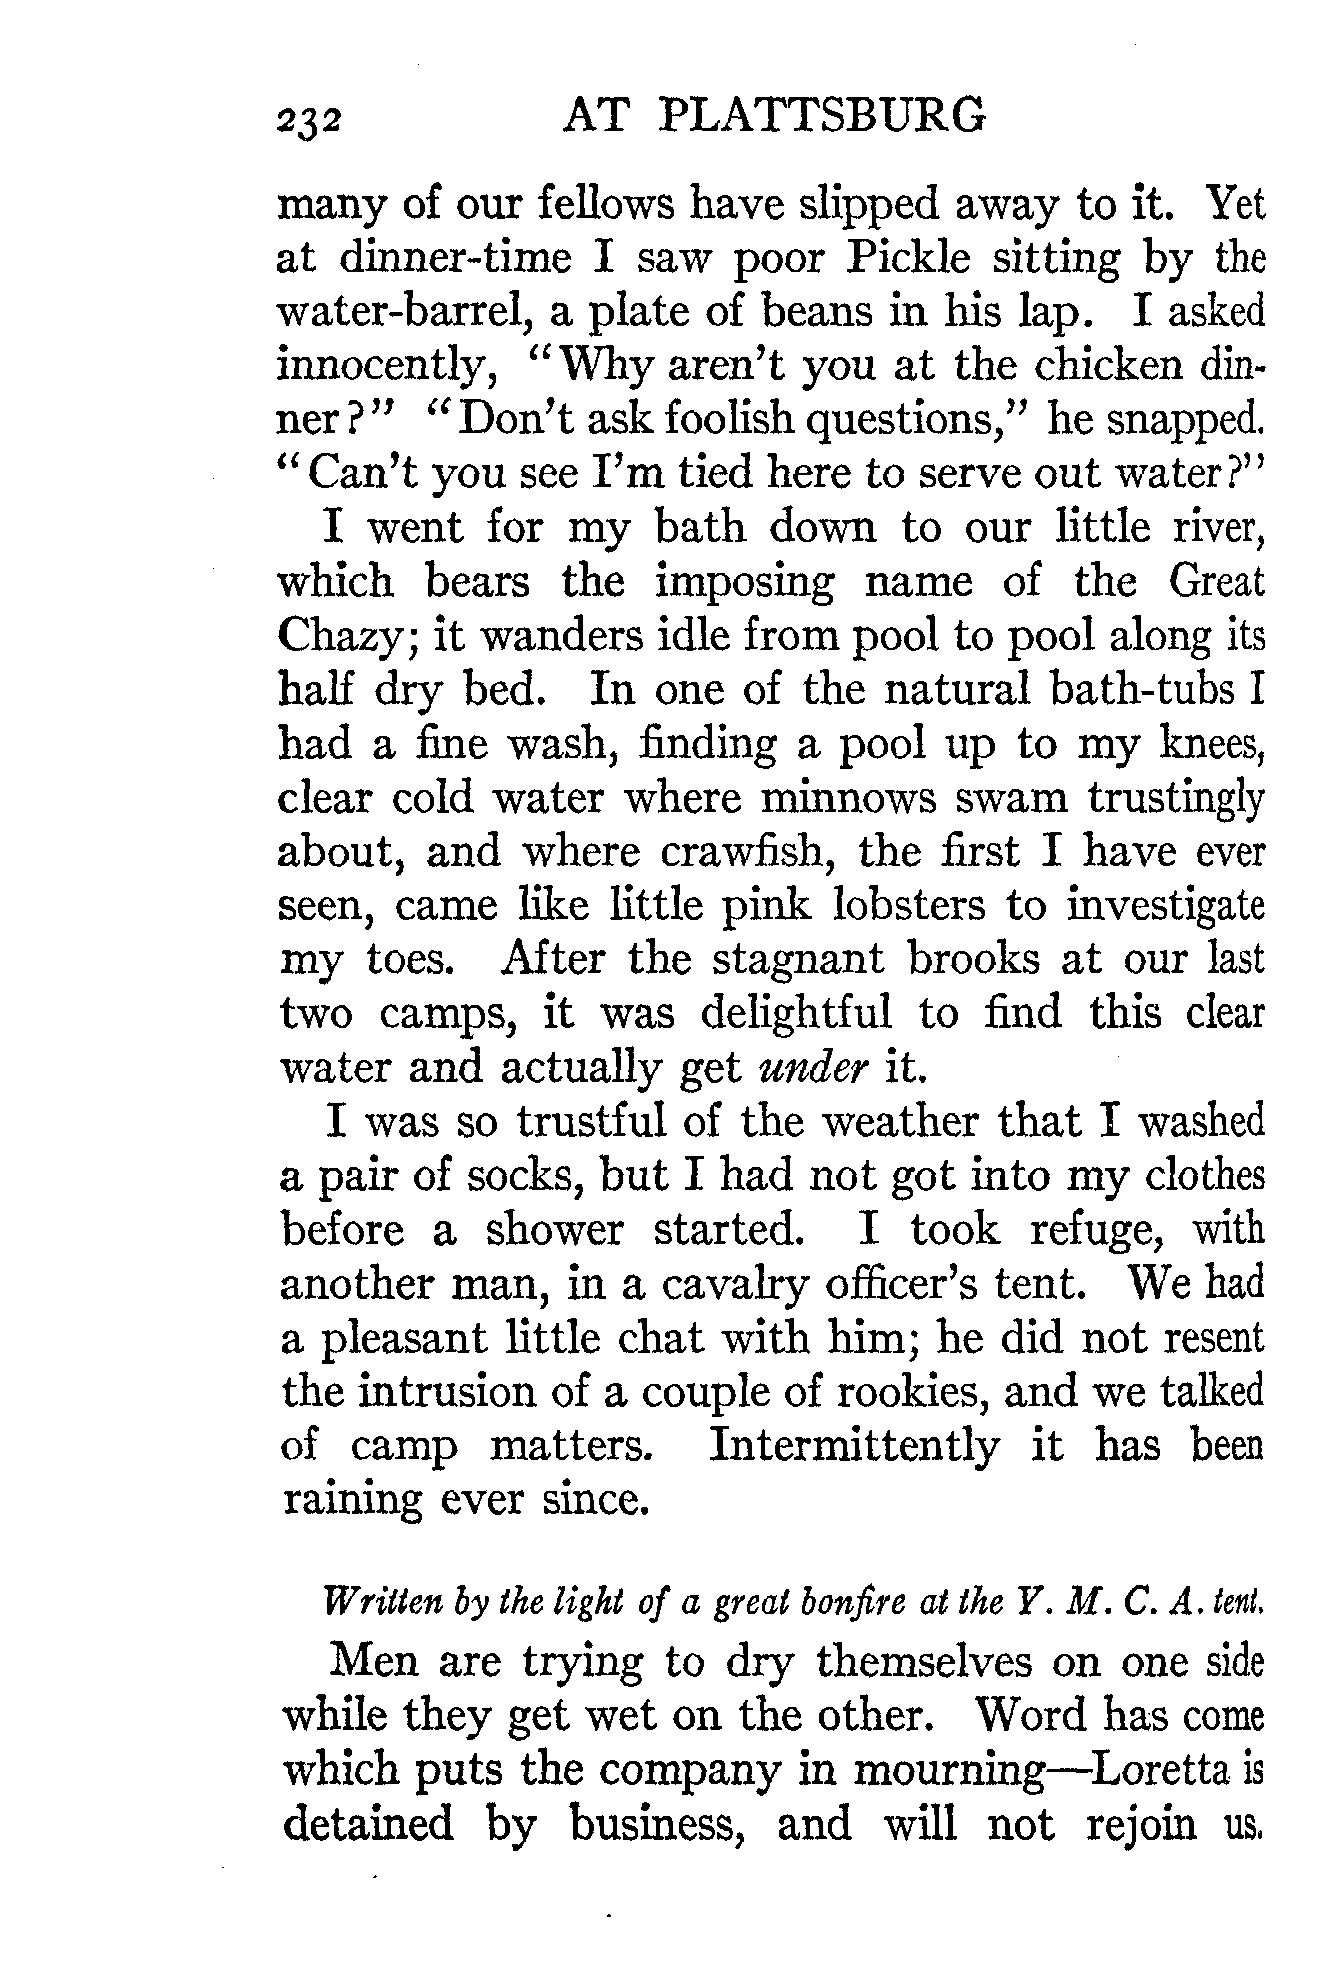 232 AT PLATTSBURG
many of our fellows have slipped away to it. Yet
at dinner-time I saw poor Pickle sitting by the
water-barrel, a plate of beans in his lap. I asked
innocently, "Why aren't you at the chicken din-
ner?" "Don't ask foolish questions," he snapped.
"Can't you see I'm tied here to serve out water?"
I went for my bath down to our little river,
which bears the imposing name of the Great
Chazy; it wanders idle from pool to pool along its
half dry bed. In one of the natural bath-tubs I
had a fine wash, finding a pool up to my knees,
clear cold water where minnows swam trustingly
about, and where crawfish, the first I have ever
seen, came like little pink lobsters to investigate
my toes. After the stagnant brooks at our last
two camps, it was delightful to find this clear
water and actually get under it.
I was so trustful of the weather that I washed
a pair of socks, but I had not got into my clothes
before a shower started. I took refuge, with
another man, in a cavalry officer's tent. We had
a pleasant little chat with him; he did not resent
the intrusion of a couple of rookies, and we talked
of camp matters. Intermittently it has been
raining ever since.
Written by the light of a great bonfire at the Y. M. C. A. tent.
Men are trying to dry themselves on one side
while they get wet on the other. Word has come
which puts the company in mourning—Loretta is
detained by business, and will not rejoin us.